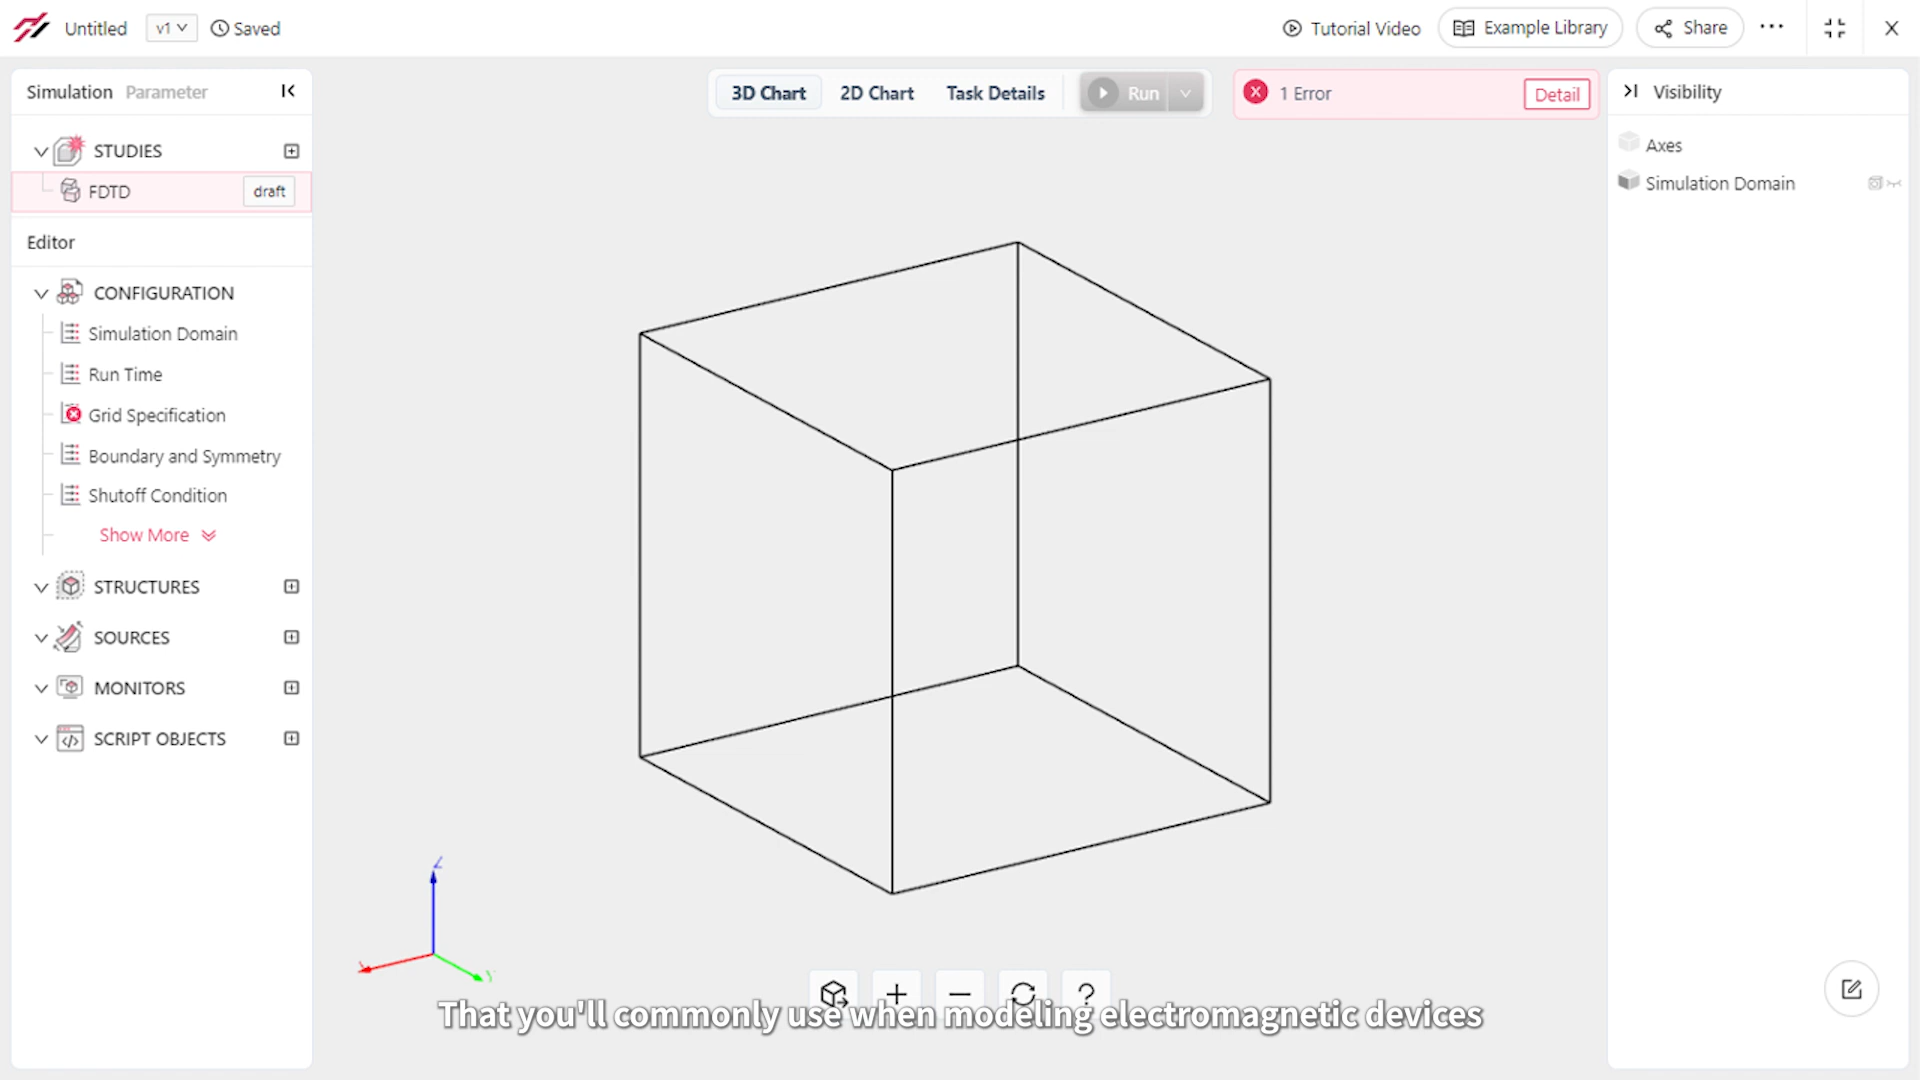 Untitled
v1
Saved
Tutorial Video
Example Library
Share
Simulation Parameter
3D Chart
2D Chart
Task Details
Run
1 Error
Detail
Visibility
STUDIES
FDTD
draft
Axes
Simulation Domain
Editor
CONFIGURATION
Simulation Domain
Run Time
Grid Specification
Boundary and Symmetry
Shutoff Condition
Show More
STRUCTURES
SOURCES
MONITORS
SCRIPT OBJECTS
That you'll commonly use when modeling electromagnetic devices